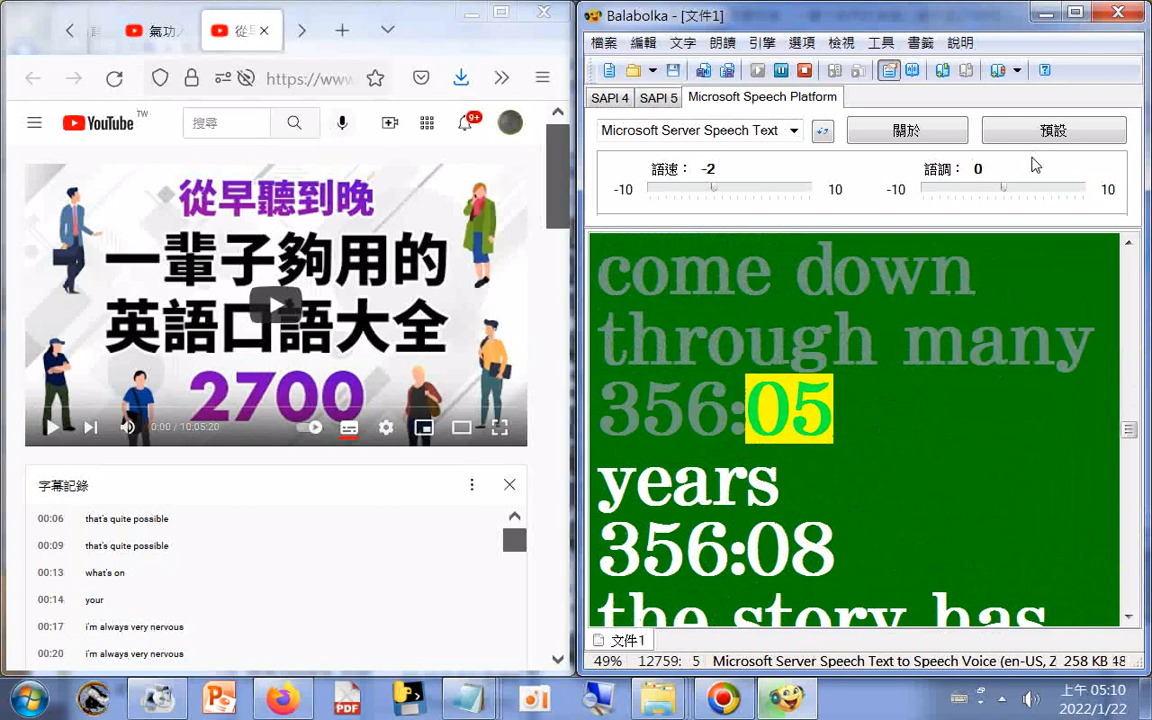 氣功
從
https://www
YouTube TW
搜尋
9+
從早聽到晚
一輩子夠用的
英語口語大全
2700
0:00 / 10:05:20
字幕記錄
00:06 that's quite possible
00:09 that's quite possible
00:13 what's on
00:14 your
00:17 i'm always very nervous
00:20 i'm always very nervous
Balabolka - [文件1]
檔案 編輯 文字 朗讀 引擎 選項 檢視 工具 書籤 說明
SAPI 4 SAPI 5 Microsoft Speech Platform
Microsoft Server Speech Text 關於 預設
語速: -2 語調: 0
-10 10 -10 10
come down
through many
356:05
years
356:08
the story has
文件1
49% 12759: 5 Microsoft Server Speech Text to Speech Voice (en-US, Z 258 KB 48
上午 05:10
2022/1/22